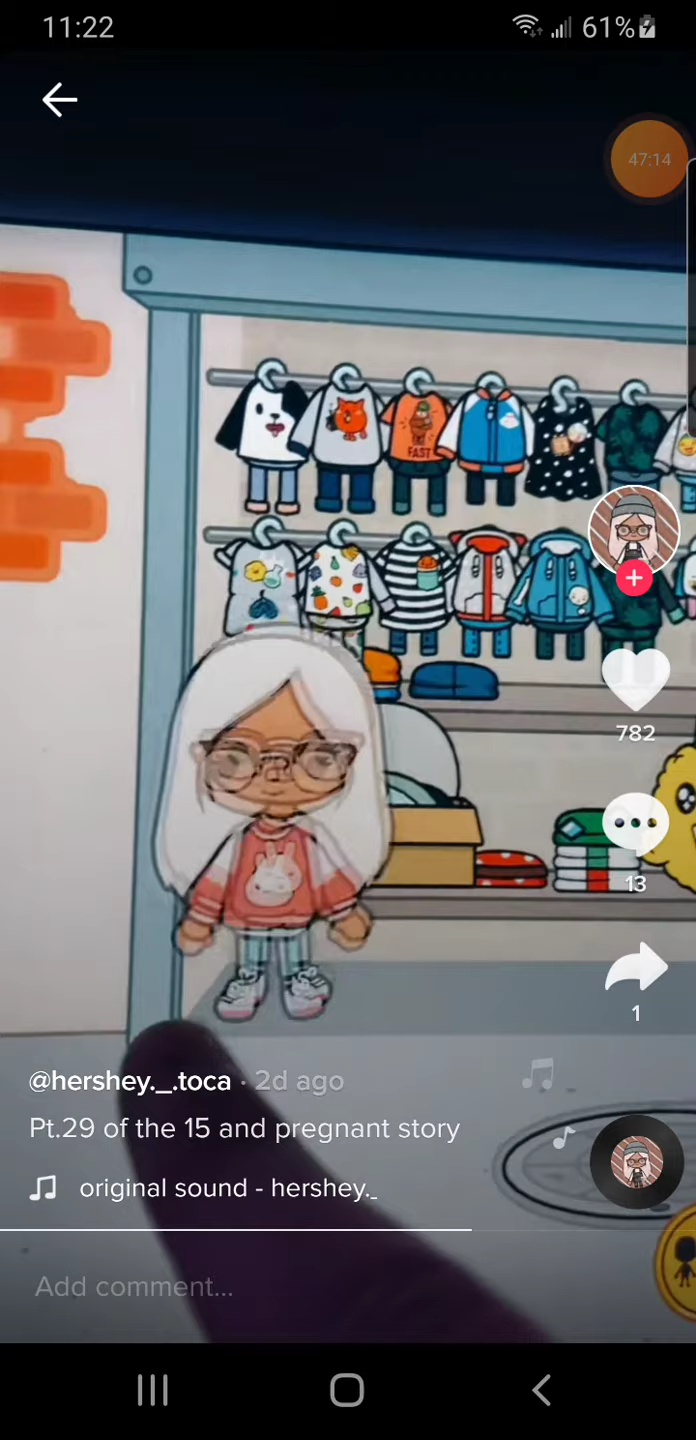 11:22
61%
47:14
FAST
782
13
1
@hershey._.toca · 2d ago
Pt.29 of the 15 and pregnant story
original sound - hershey._
Add comment...